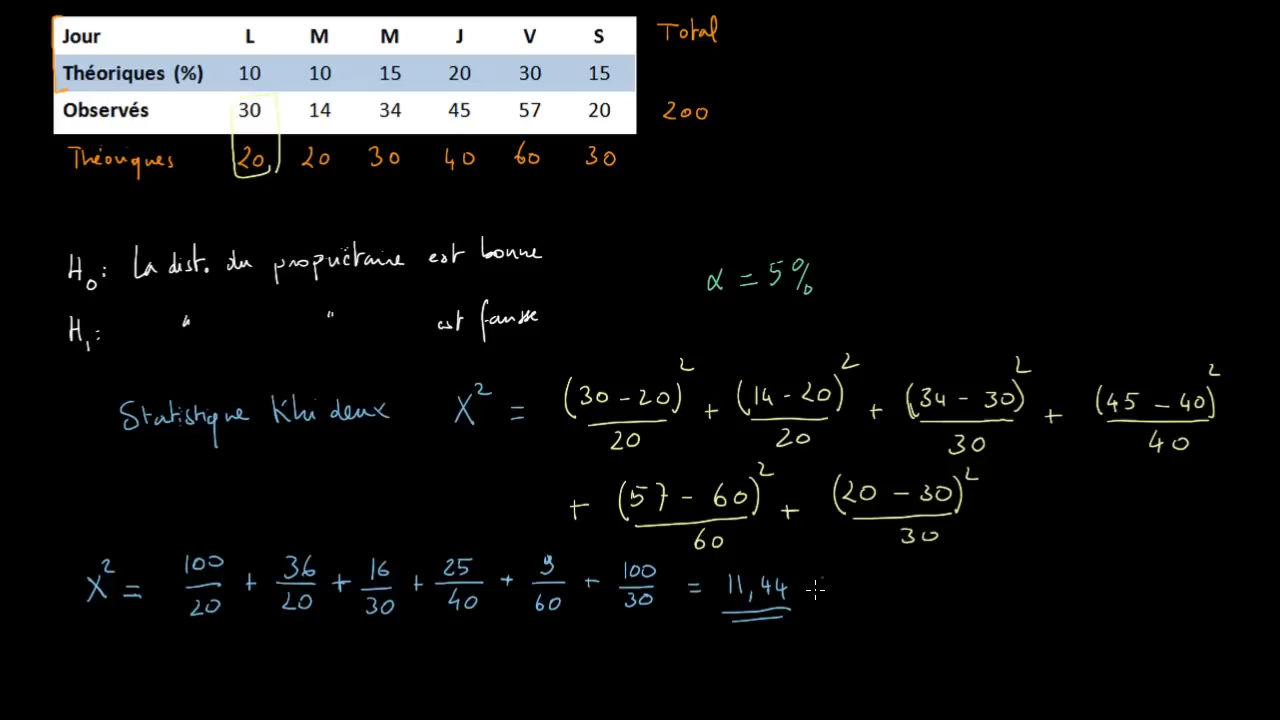 Jour L M M J V S Total
Théoriques (%) 10 10 15 20 30 15
Observés 30 14 34 45 57 20 200
Théoriques 20 20 30 40 60 30
H₀: La dist. du propriétaire est bonne
α = 5%
H₁: " " est fausse
Statistique Khi deux X² = (30 - 20)²/20 + (14 - 20)²/20 + (34 - 30)²/30 + (45 - 40)²/40
+ (57 - 60)²/60 + (20 - 30)²/30
X² = 100/20 + 36/20 + 16/30 + 25/40 + 9/60 + 100/30 = 11,44